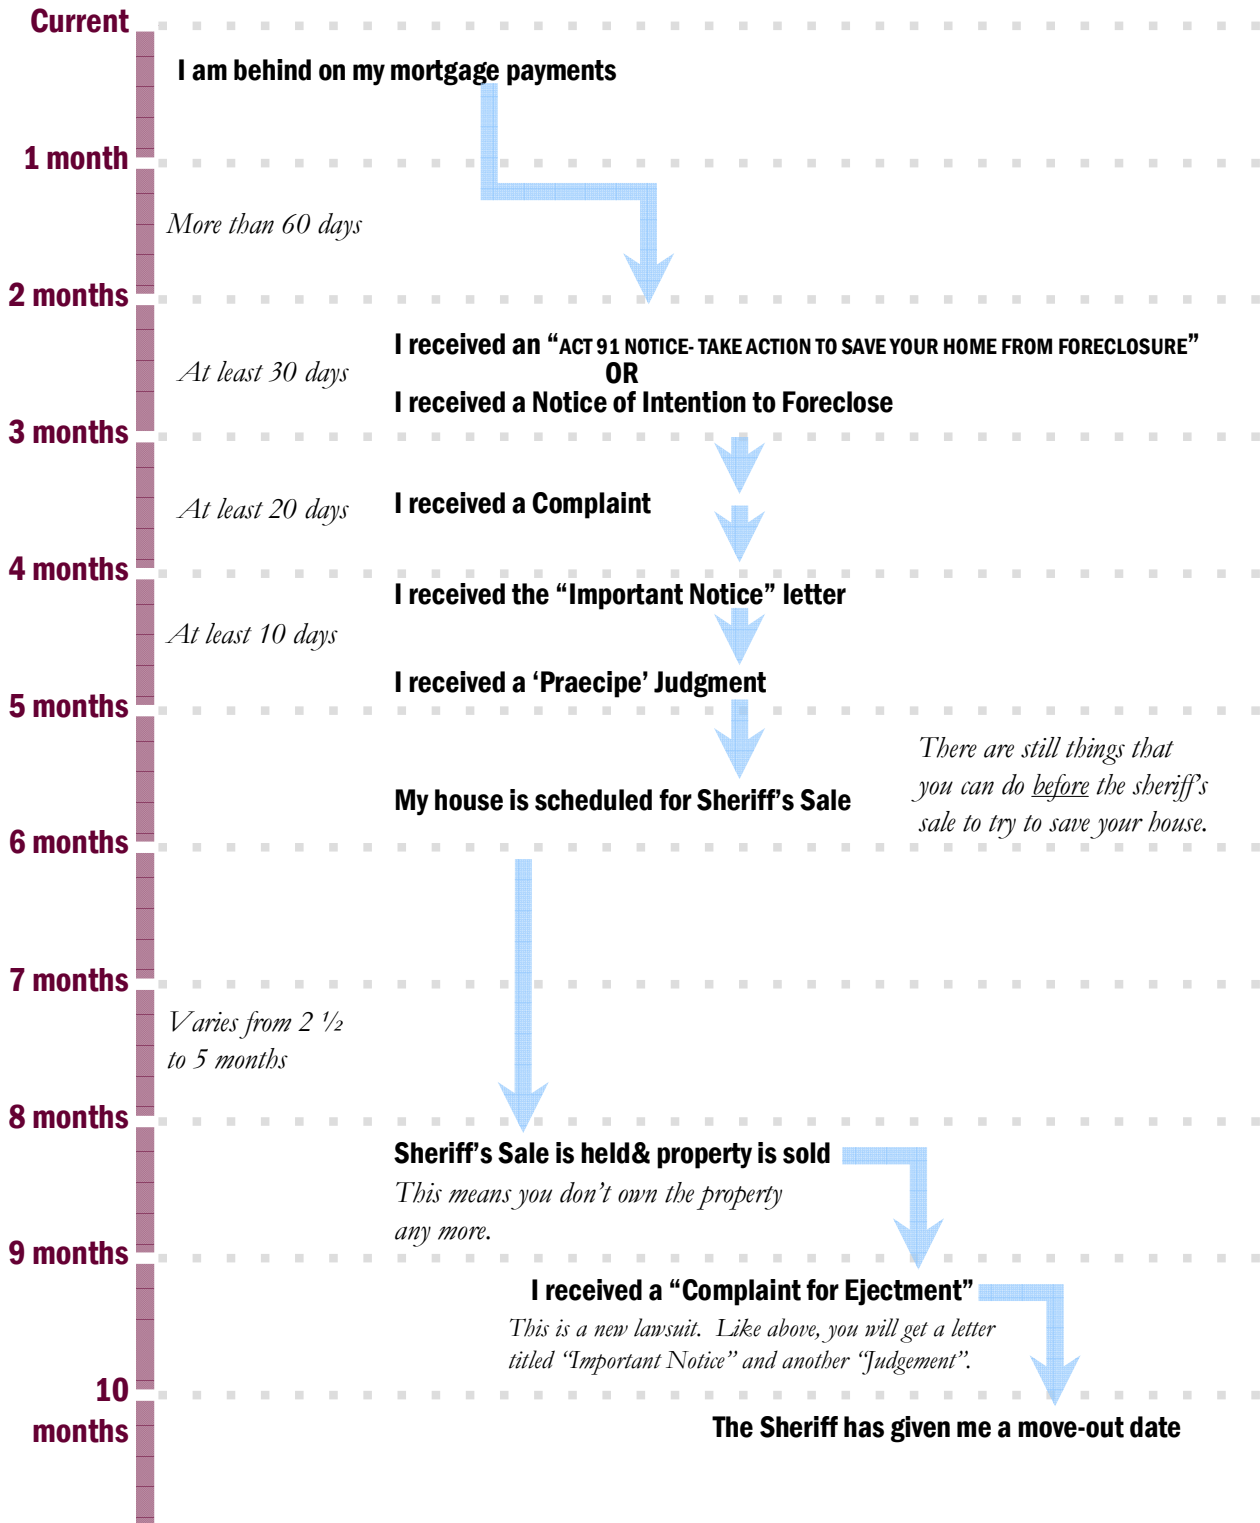 Current
I am behind on my mortgage payments
1 month
More than 60 days
2 months
I received an “ACT 91 NOTICE- TAKE ACTION TO SAVE YOUR HOME FROM FORECLOSURE”
At least 30 days
OR
I received a Notice of Intention to Foreclose
3 months
At least 20 days
I received a Complaint
4 months
I received the “Important Notice” letter
At least 10 days
I received a ‘Praecipe’ Judgment
5 months
There are still things that
you can do before the sheriff’s
sale to try to save your house.
My house is scheduled for Sheriff’s Sale
6 months
7 months
Varies from 2 ½
to 5 months
8 months
Sheriff’s Sale is held& property is sold
This means you don’t own the property
any more.
9 months
I received a “Complaint for Ejectment”
This is a new lawsuit.  Like above, you will get a letter
titled “Important Notice” and another “Judgement”.
10
months
The Sheriff has given me a move-out date